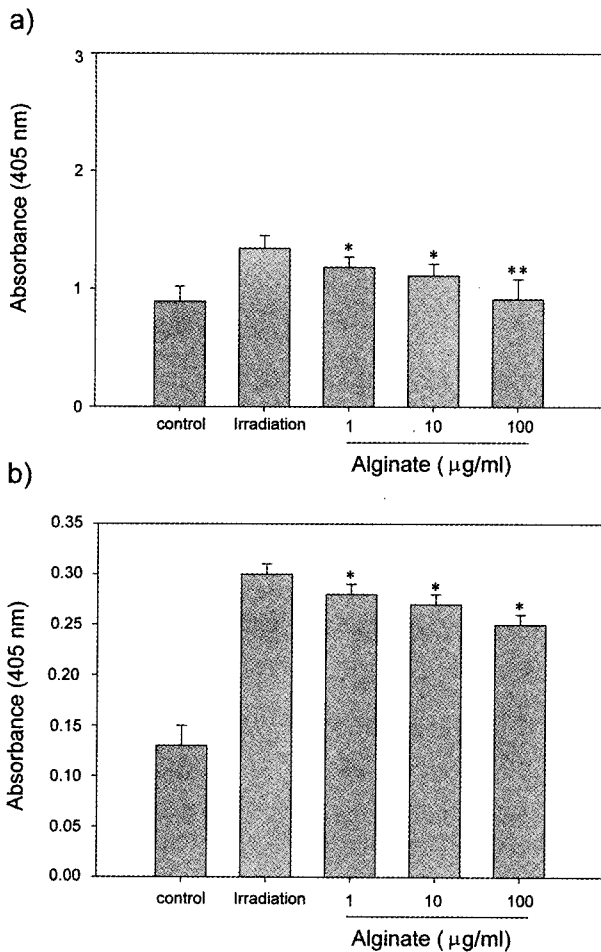 a)
Absorbance (405 nm)
3
2
1
0
*
*
**
control
Irradiation
1
10
100
Alginate ( μg/ml)
b)
Absorbance (405 nm)
0.35
0.30
0.25
0.20
0.15
0.10
0.05
0.00
*
*
*
control
Irradiation
1
10
100
Alginate ( μg/ml)